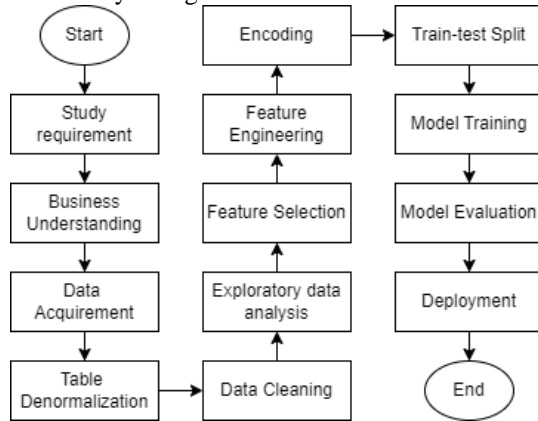 Start
Study
requirement
Business
Understanding
Data
Acquirement
Table
Denormalization
Data Cleaning
Exploratory data
analysis
Feature Selection
Feature
Engineering
Encoding
Train-test Split
Model Training
Model Evaluation
Deployment
End